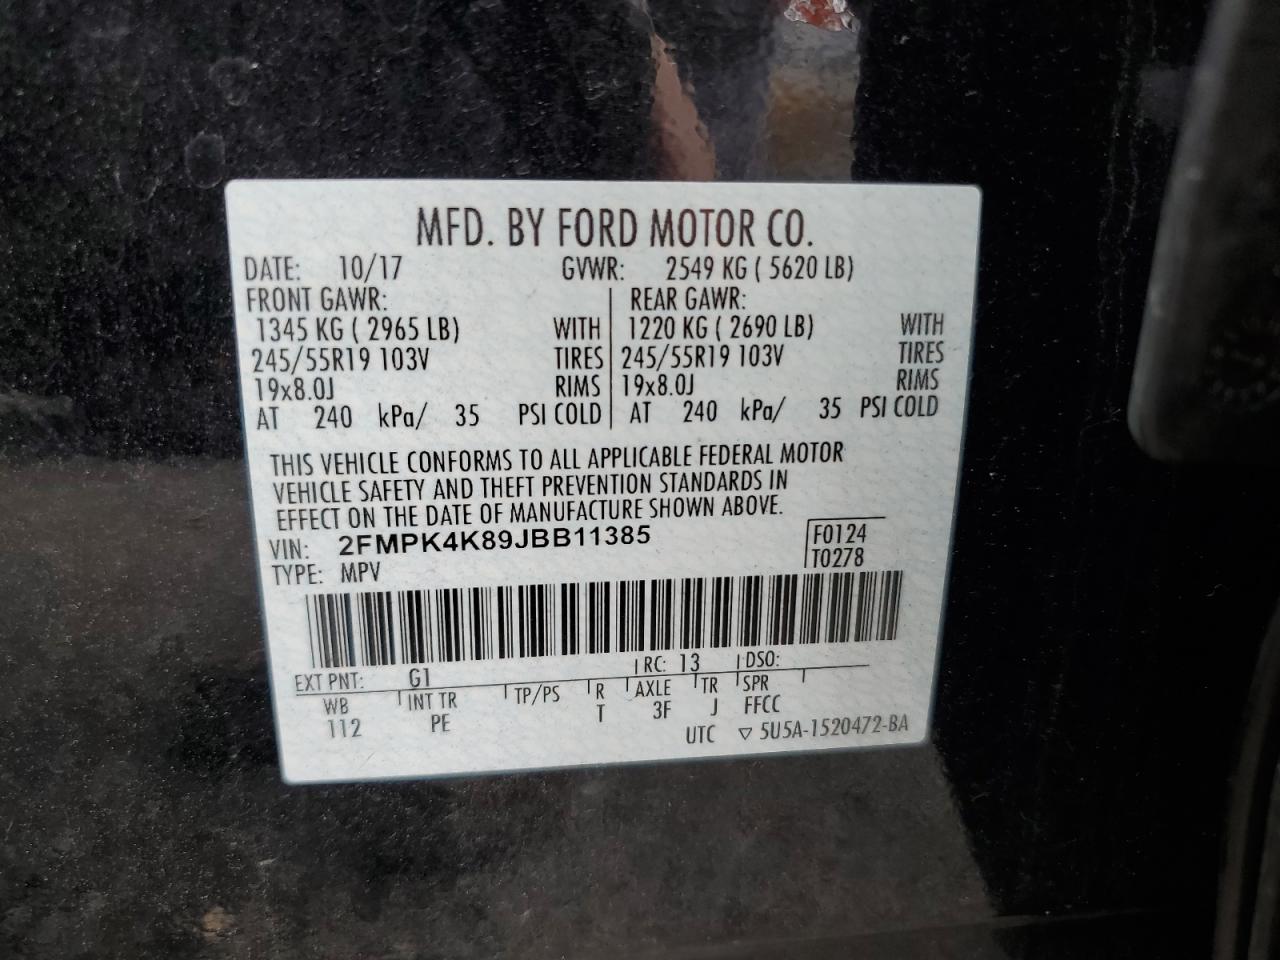 MFD. BY FORD MOTOR CO.
DATE: 10/17 GVWR: 2549 KG ( 5620 LB)
FRONT GAWR: REAR GAWR:
1345 KG ( 2965 LB) WITH 1220 KG ( 2690 LB) WITH
245/55R19 103V TIRES 245/55R19 103V TIRES
19x8.0J RIMS 19x8.0J RIMS
AT 240 kPa/ 35 PSI COLD AT 240 kPa/ 35 PSI COLD
THIS VEHICLE CONFORMS TO ALL APPLICABLE FEDERAL MOTOR
VEHICLE SAFETY AND THEFT PREVENTION STANDARDS IN
EFFECT ON THE DATE OF MANUFACTURE SHOWN ABOVE.
VIN: 2FMPK4K89JBB11385 F0124
TYPE: MPV T0278
EXT PNT: G1 RC: 13 DSO:
WB INT TR TP/PS R AXLE TR SPR
112 PE T 3F J FFCC
UTC ▽ 5U5A-1520472-BA